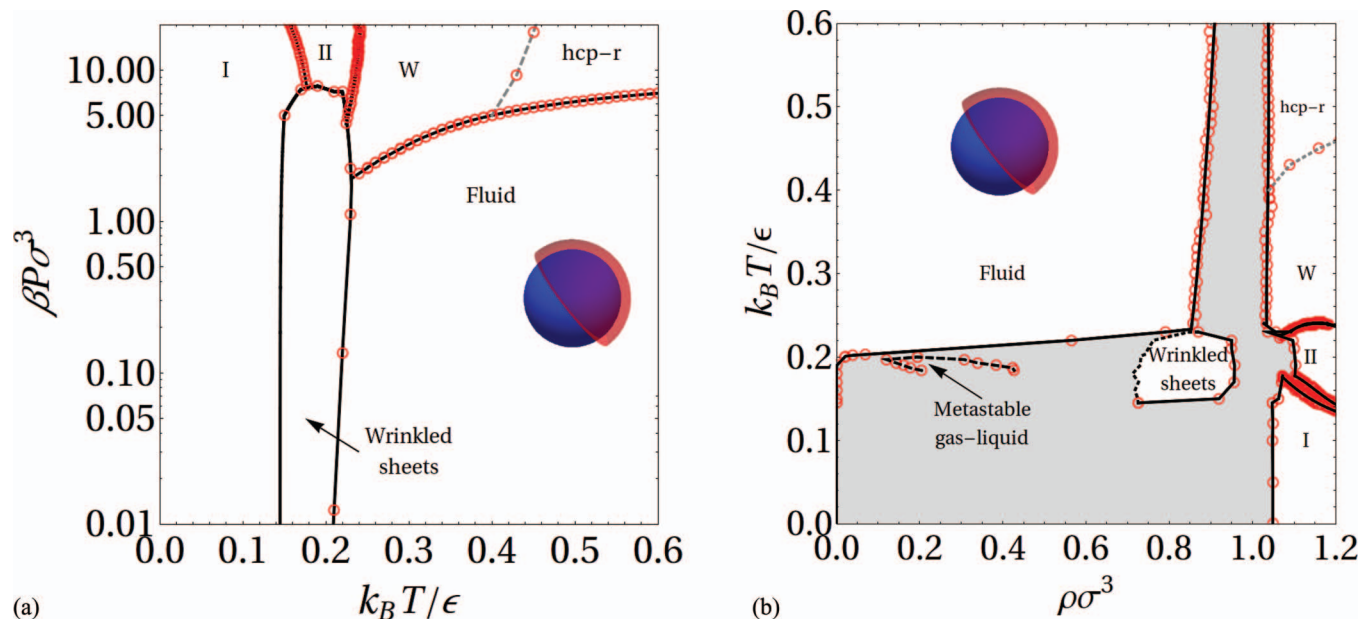 I
II
W
hcp-r
10.00
5.00
1.00
0.50
0.10
0.05
0.01
βPσ³
Fluid
Wrinkled
sheets
0.0 0.1 0.2 0.3 0.4 0.5 0.6
k_B T/ϵ
(a)
0.6
0.5
0.4
0.3
0.2
0.1
0.0
k_B T/ϵ
hcp-r
Fluid
W
Wrinkled
sheets
II
Metastable
gas-liquid
I
0.0 0.2 0.4 0.6 0.8 1.0 1.2
ρσ³
(b)